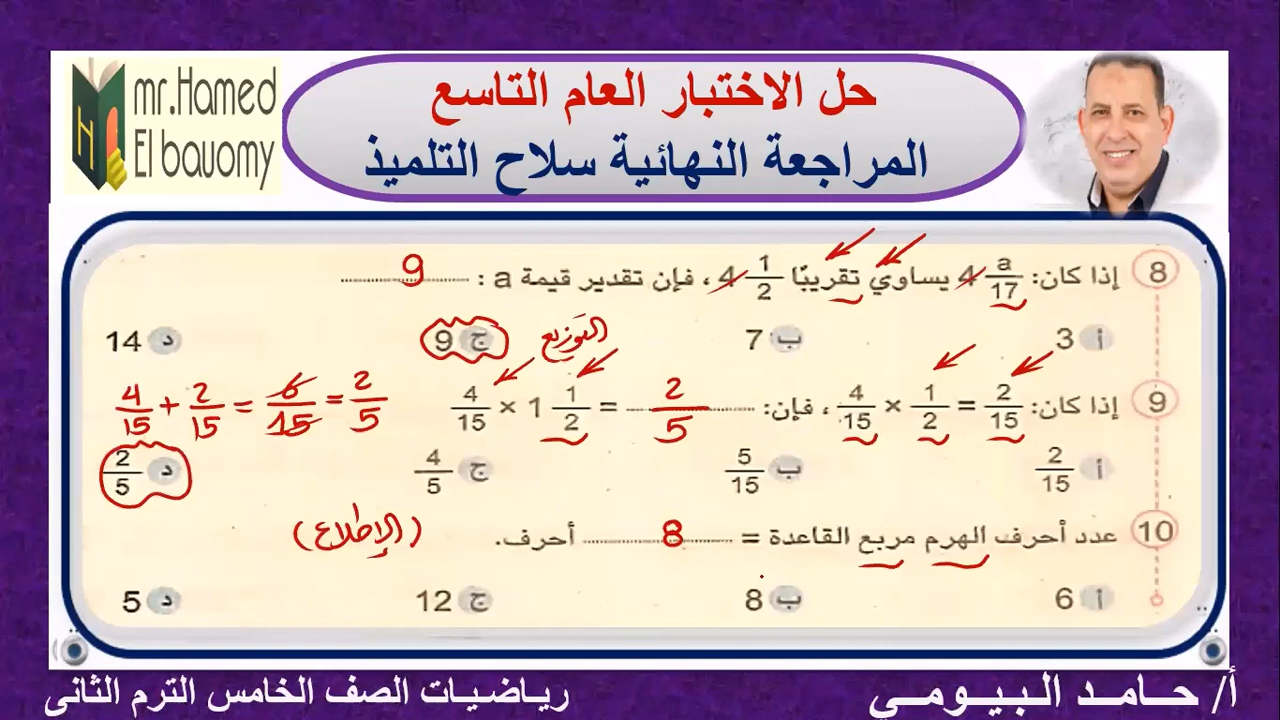 mr.Hamed
El bauomy
H
حل الاختبار العام التاسع
المراجعة النهائية سلاح التلميذ
8 إذا كان: 4 a/17 يساوي تقريبًا 4 1/2 ، فإن تقدير قيمة a : 9
أ 3 ب 7 ج 9 د 14
التوزيع
9 إذا كان: 2/15 = 1/2 × 4/15 ، فإن: 2/5 = 4/15 × 1 1/2
4/15 + 2/15 = 6/15 = 2/5
أ 2/15 ب 5/15 ج 4/5 د 2/5
10 عدد أحرف الهرم مربع القاعدة = 8 أحرف.
(الإطلاع)
أ 6 ب 8 ج 12 د 5
أ/ حامد البيومي
رياضيات الصف الخامس الترم الثانى